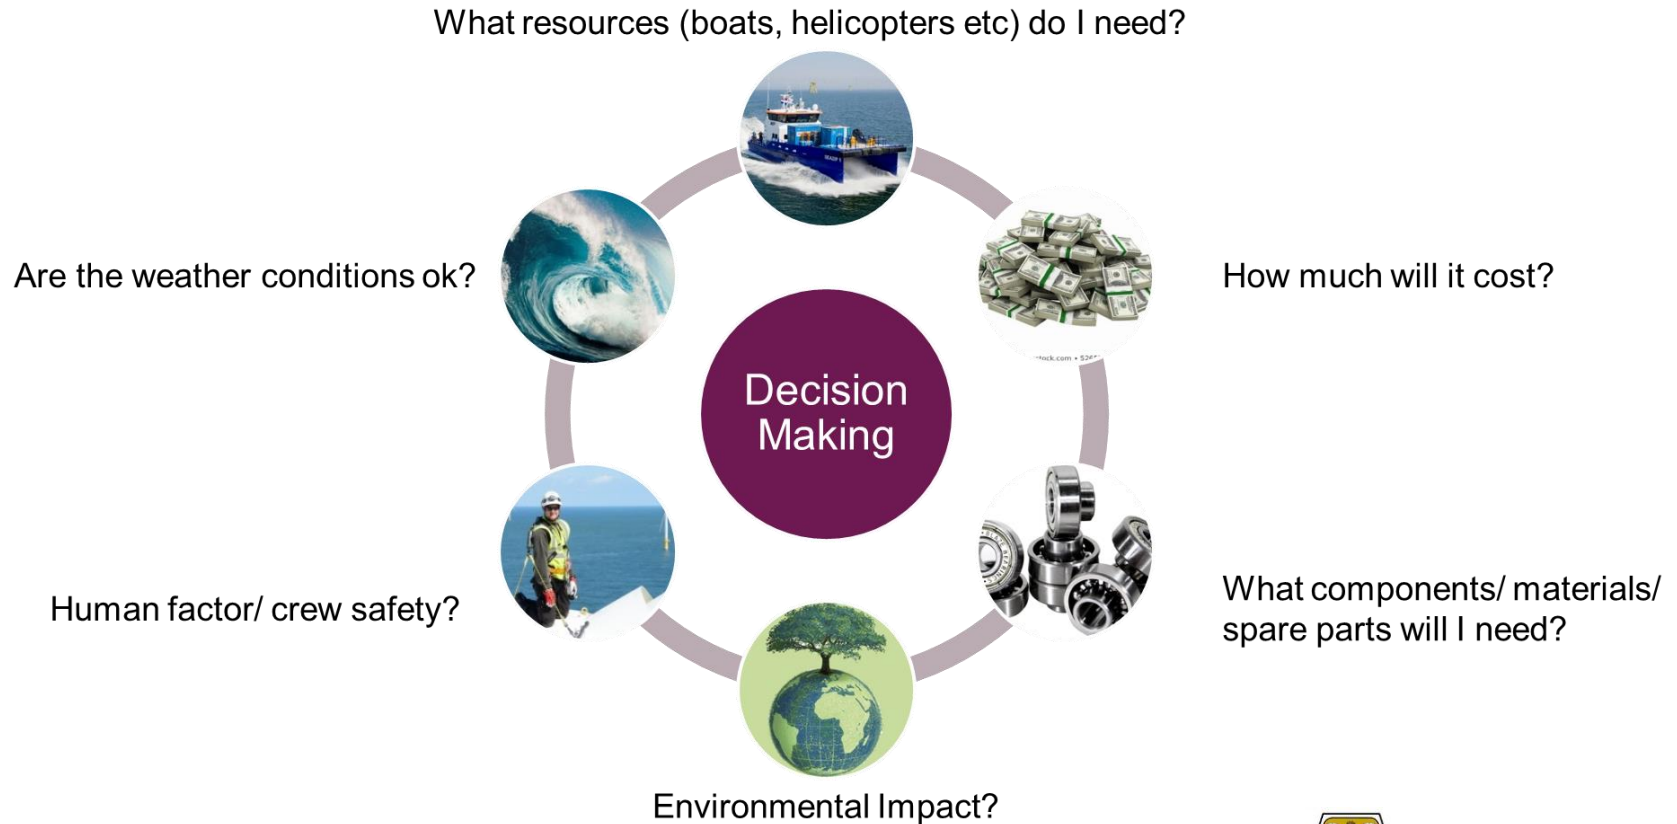 What resources (boats, helicopters etc) do I need?
Are the weather conditions ok?
How much will it cost?
Decision
Making
Human factor/ crew safety?
What components/ materials/
spare parts will I need?
Environmental Impact?